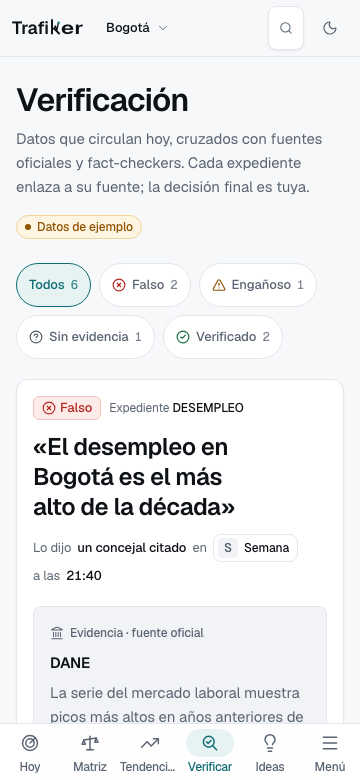 Trafiker
Bogotá
Verificación
Datos que circulan hoy, cruzados con fuentes
oficiales y fact-checkers. Cada expediente
enlaza a su fuente; la decisión final es tuya.
Datos de ejemplo
Todos 6
Falso 2
Engañoso 1
Sin evidencia 1
Verificado 2
Falso Expediente DESEMPLEO
«El desempleo en
Bogotá es el más
alto de la década»
Lo dijo un concejal citado en S Semana
a las 21:40
Evidencia · fuente oficial
DANE
La serie del mercado laboral muestra
picos más altos en años anteriores de
Hoy
Matriz
Tendenci...
Verificar
Ideas
Menú